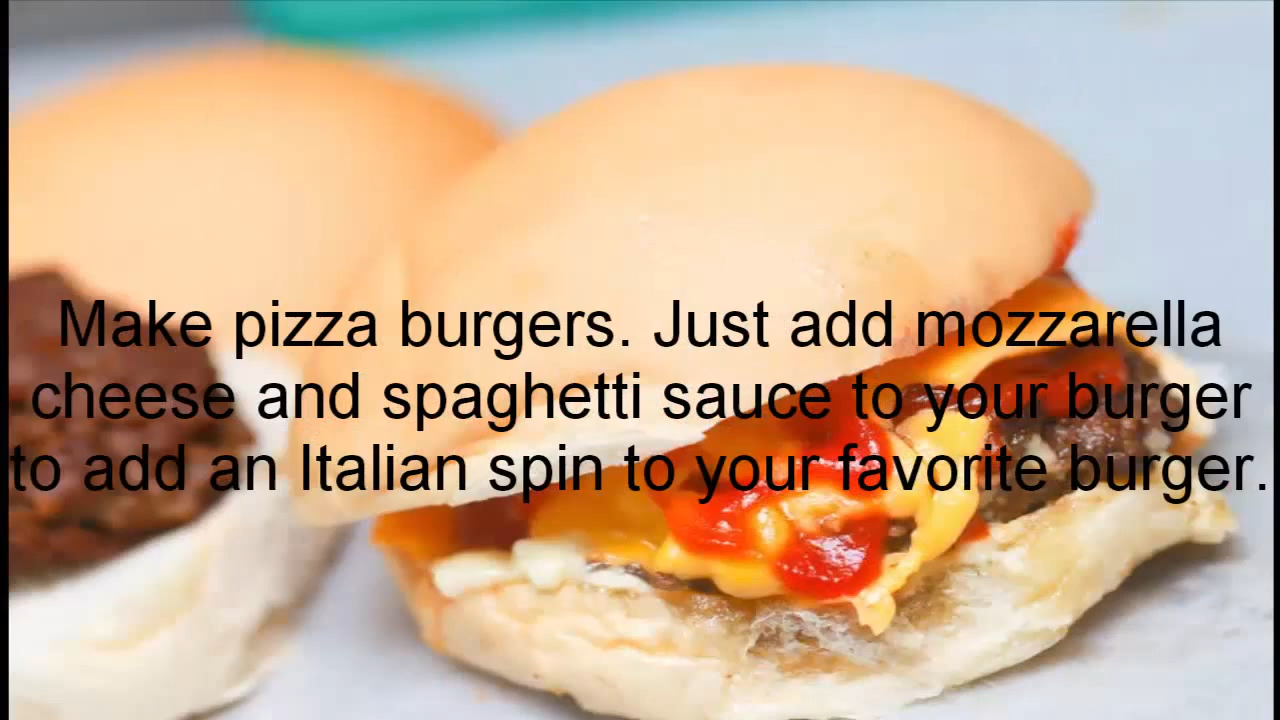 Make pizza burgers. Just add mozzarella
cheese and spaghetti sauce to your burger
to add an Italian spin to your favorite burger.